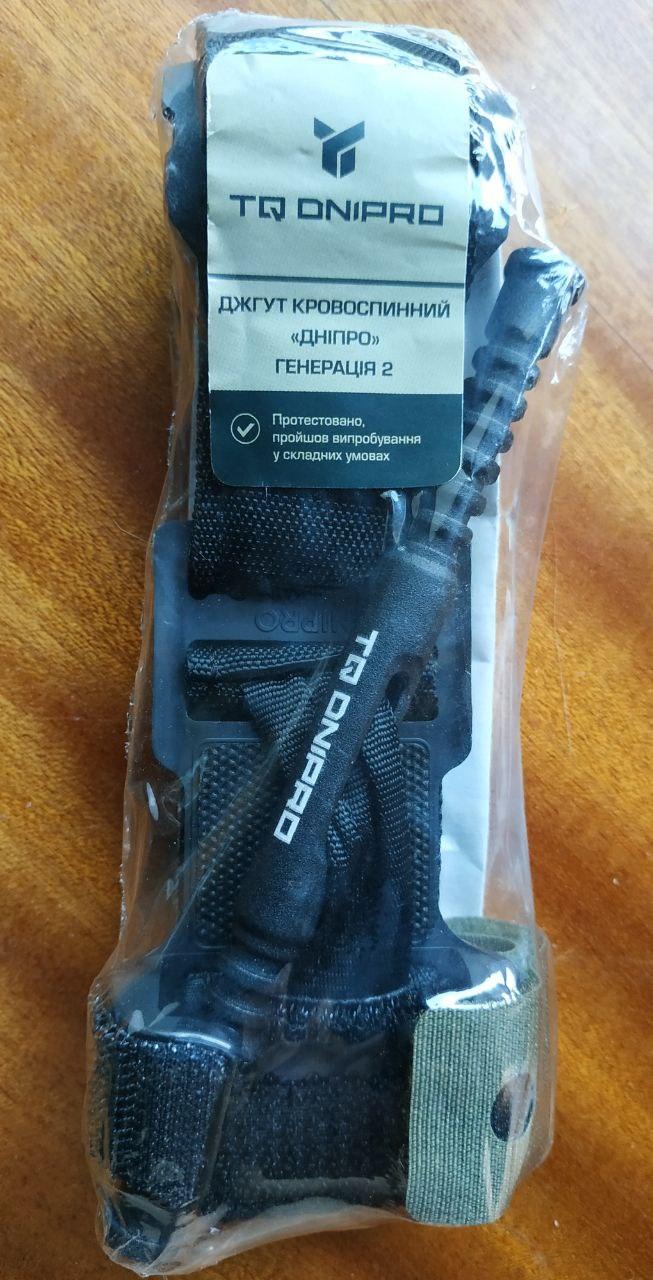 TQ DNIPRO
ДЖГУТ КРОВОСПИННИЙ
«ДНІПРО»
ГЕНЕРАЦІЯ 2
Протестовано,
пройшов випробування
у складних умовах
TQ DNIPRO